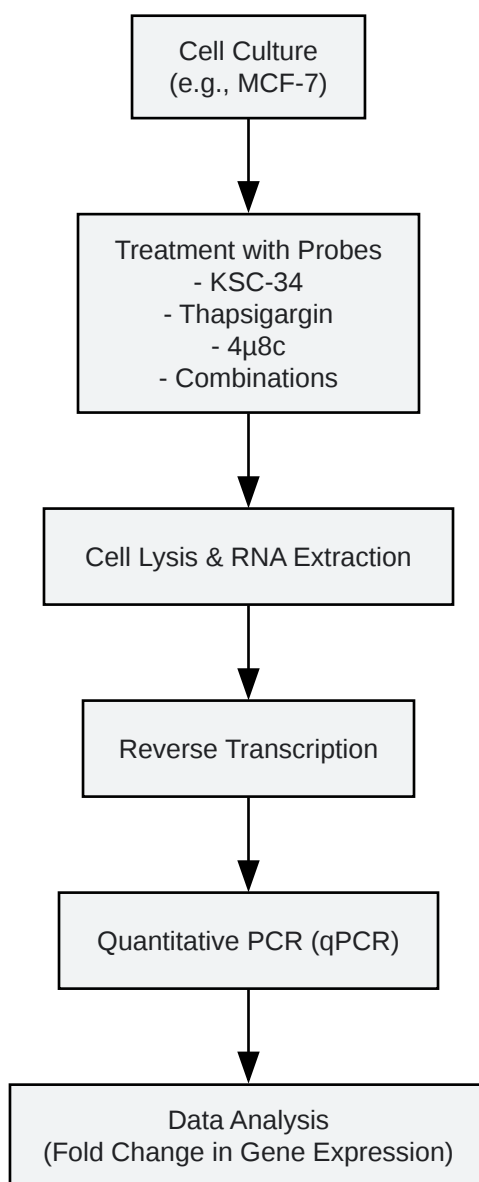 Cell Culture
(e.g., MCF-7)
Treatment with Probes
- KSC-34
- Thapsigargin
- 4µ8c
- Combinations
Cell Lysis & RNA Extraction
Reverse Transcription
Quantitative PCR (qPCR)
Data Analysis
(Fold Change in Gene Expression)